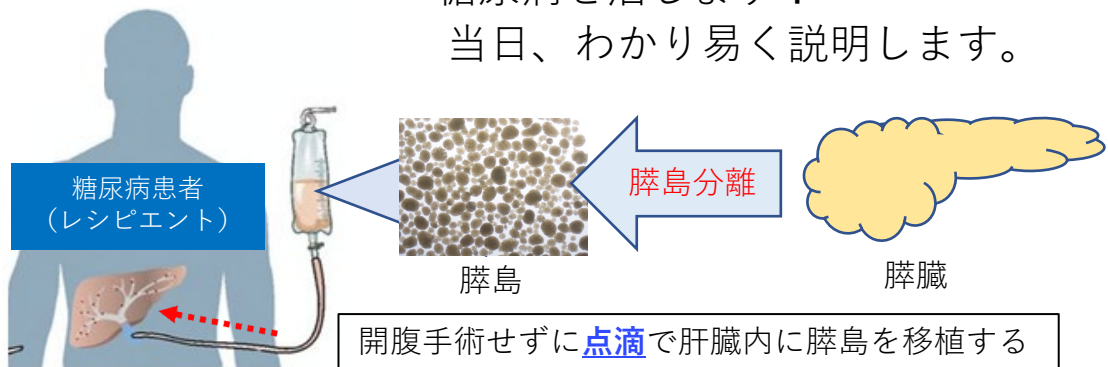 当日、わかり易く説明します。
糖尿病患者
(レシピエント)
膵島分離
膵島
膵臓
開腹手術せずに点滴で肝臓内に膵島を移植する